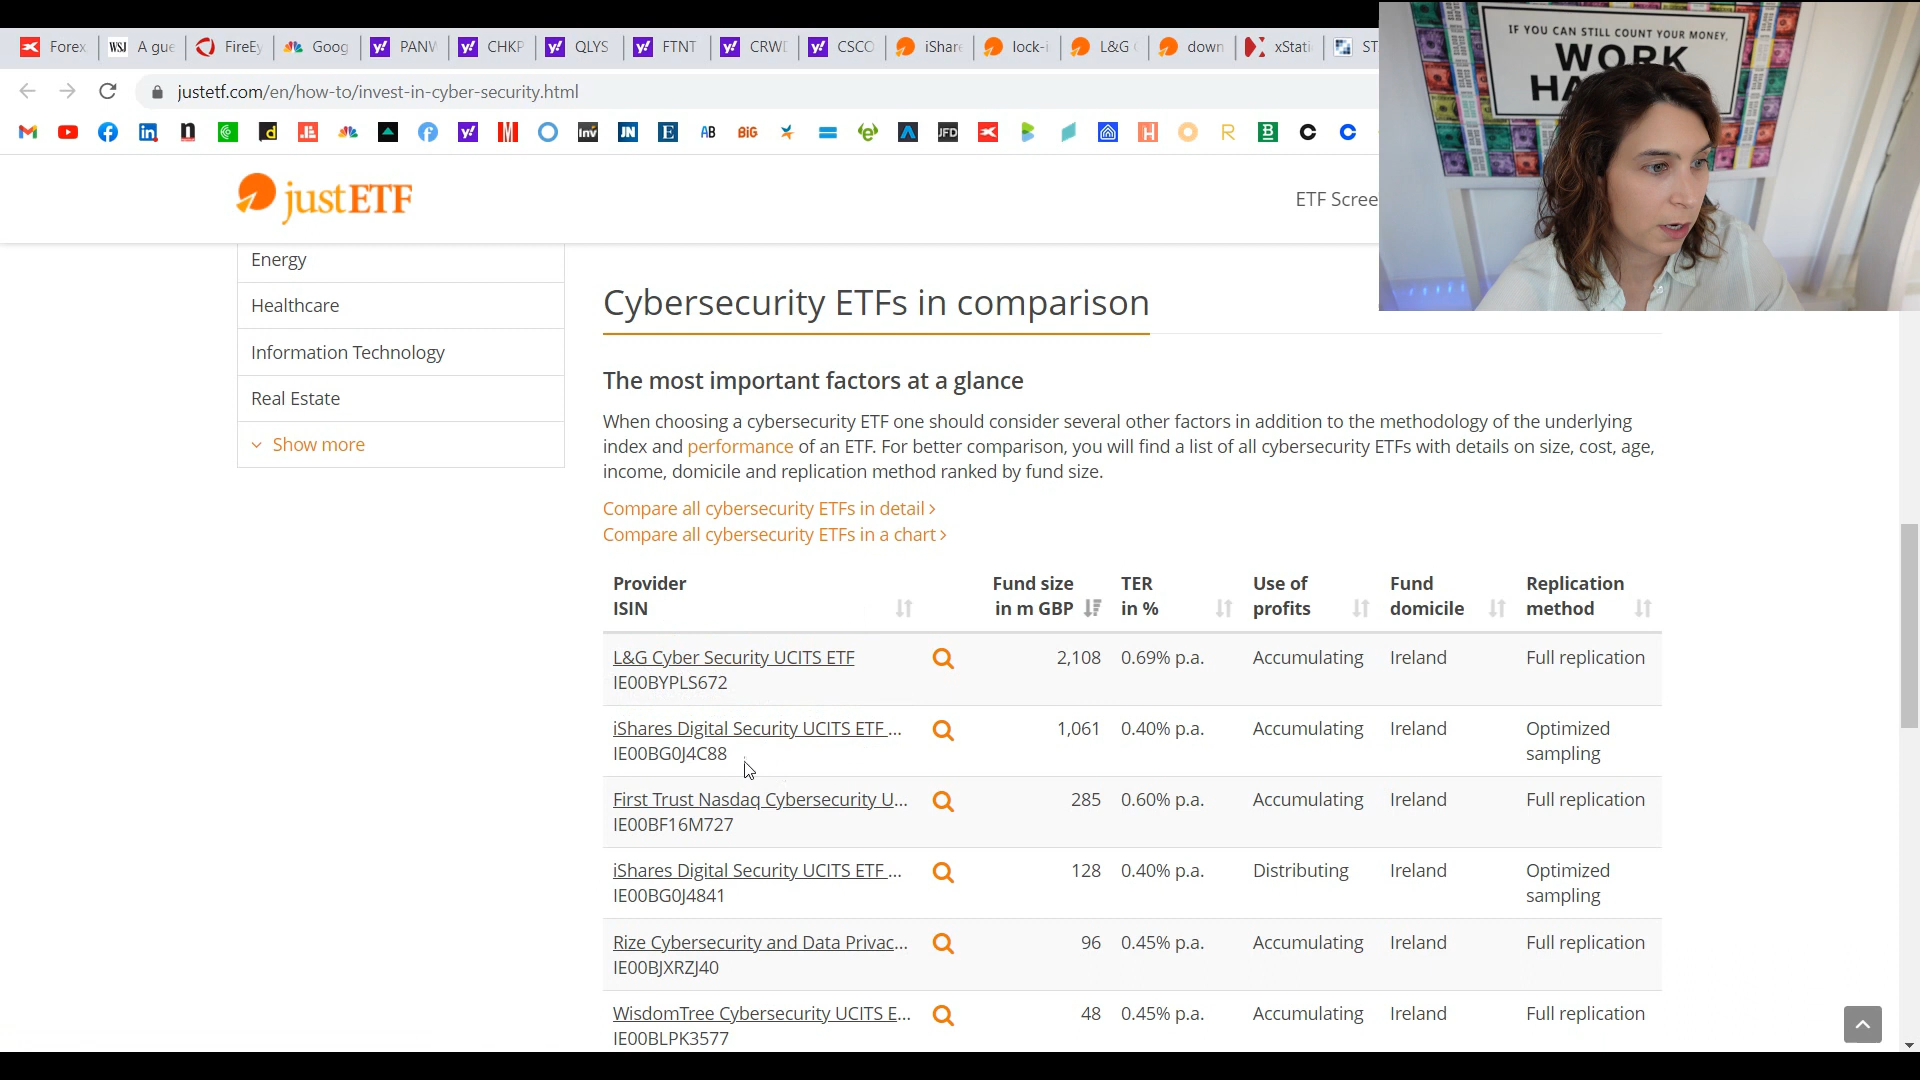 Forex
WSJ A gue
FireEy
Goog
y! PANW
y! CHKP
y! QLYS
y! FTNT
y! CRWD
y! CSCO
iShare
lock-i
L&G
down
xStati
ST
justetf.com/en/how-to/invest-in-cyber-security.html
IF YOU CAN STILL COUNT YOUR MONEY,
WORK
HA
justETF
ETF Scree
Energy
Healthcare
Information Technology
Real Estate
Show more
Cybersecurity ETFs in comparison
The most important factors at a glance
When choosing a cybersecurity ETF one should consider several other factors in addition to the methodology of the underlying
index and performance of an ETF. For better comparison, you will find a list of all cybersecurity ETFs with details on size, cost, age,
income, domicile and replication method ranked by fund size.
Compare all cybersecurity ETFs in detail >
Compare all cybersecurity ETFs in a chart >
Provider Fund size TER Use of Fund Replication
ISIN in m GBP in % profits domicile method
L&G Cyber Security UCITS ETF 2,108 0.69% p.a. Accumulating Ireland Full replication
IE00BYPLS672
iShares Digital Security UCITS ETF ... 1,061 0.40% p.a. Accumulating Ireland Optimized
IE00BG0J4C88 sampling
First Trust Nasdaq Cybersecurity U... 285 0.60% p.a. Accumulating Ireland Full replication
IE00BF16M727
iShares Digital Security UCITS ETF ... 128 0.40% p.a. Distributing Ireland Optimized
IE00BG0J4841 sampling
Rize Cybersecurity and Data Privac... 96 0.45% p.a. Accumulating Ireland Full replication
IE00BJXRZJ40
WisdomTree Cybersecurity UCITS E... 48 0.45% p.a. Accumulating Ireland Full replication
IE00BLPK3577